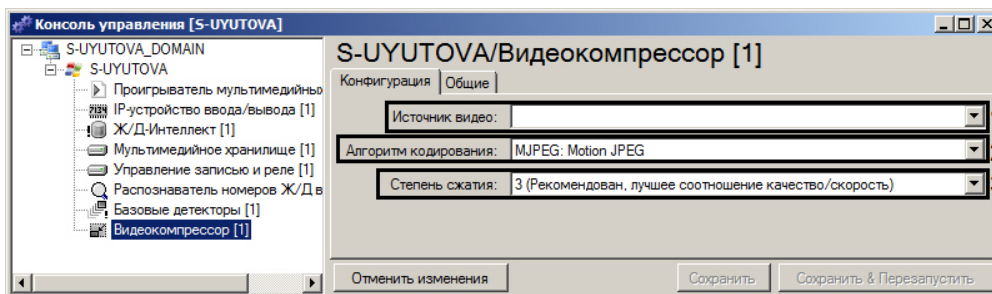 Консоль управления [S-UYUTOVA]
S-UYUTOVA_DOMAIN
S-UYUTOVA
Проигрыватель мультимедийных
IP-устройство ввода/вывода [1]
Ж/Д-Интеллект [1]
Мультимедийное хранилище [1]
Управление записью и реле [1]
Распознаватель номеров Ж/Д в
Базовые детекторы [1]
Видеокомпрессор [1]
S-UYUTOVA/Видеокомпрессор [1]
Конфигурация Общие
Источник видео:
Алгоритм кодирования: MJPEG: Motion JPEG
Степень сжатия: 3 (Рекомендован, лучшее соотношение качество/скорость)
Отменить изменения Сохранить Сохранить & Перезапустить